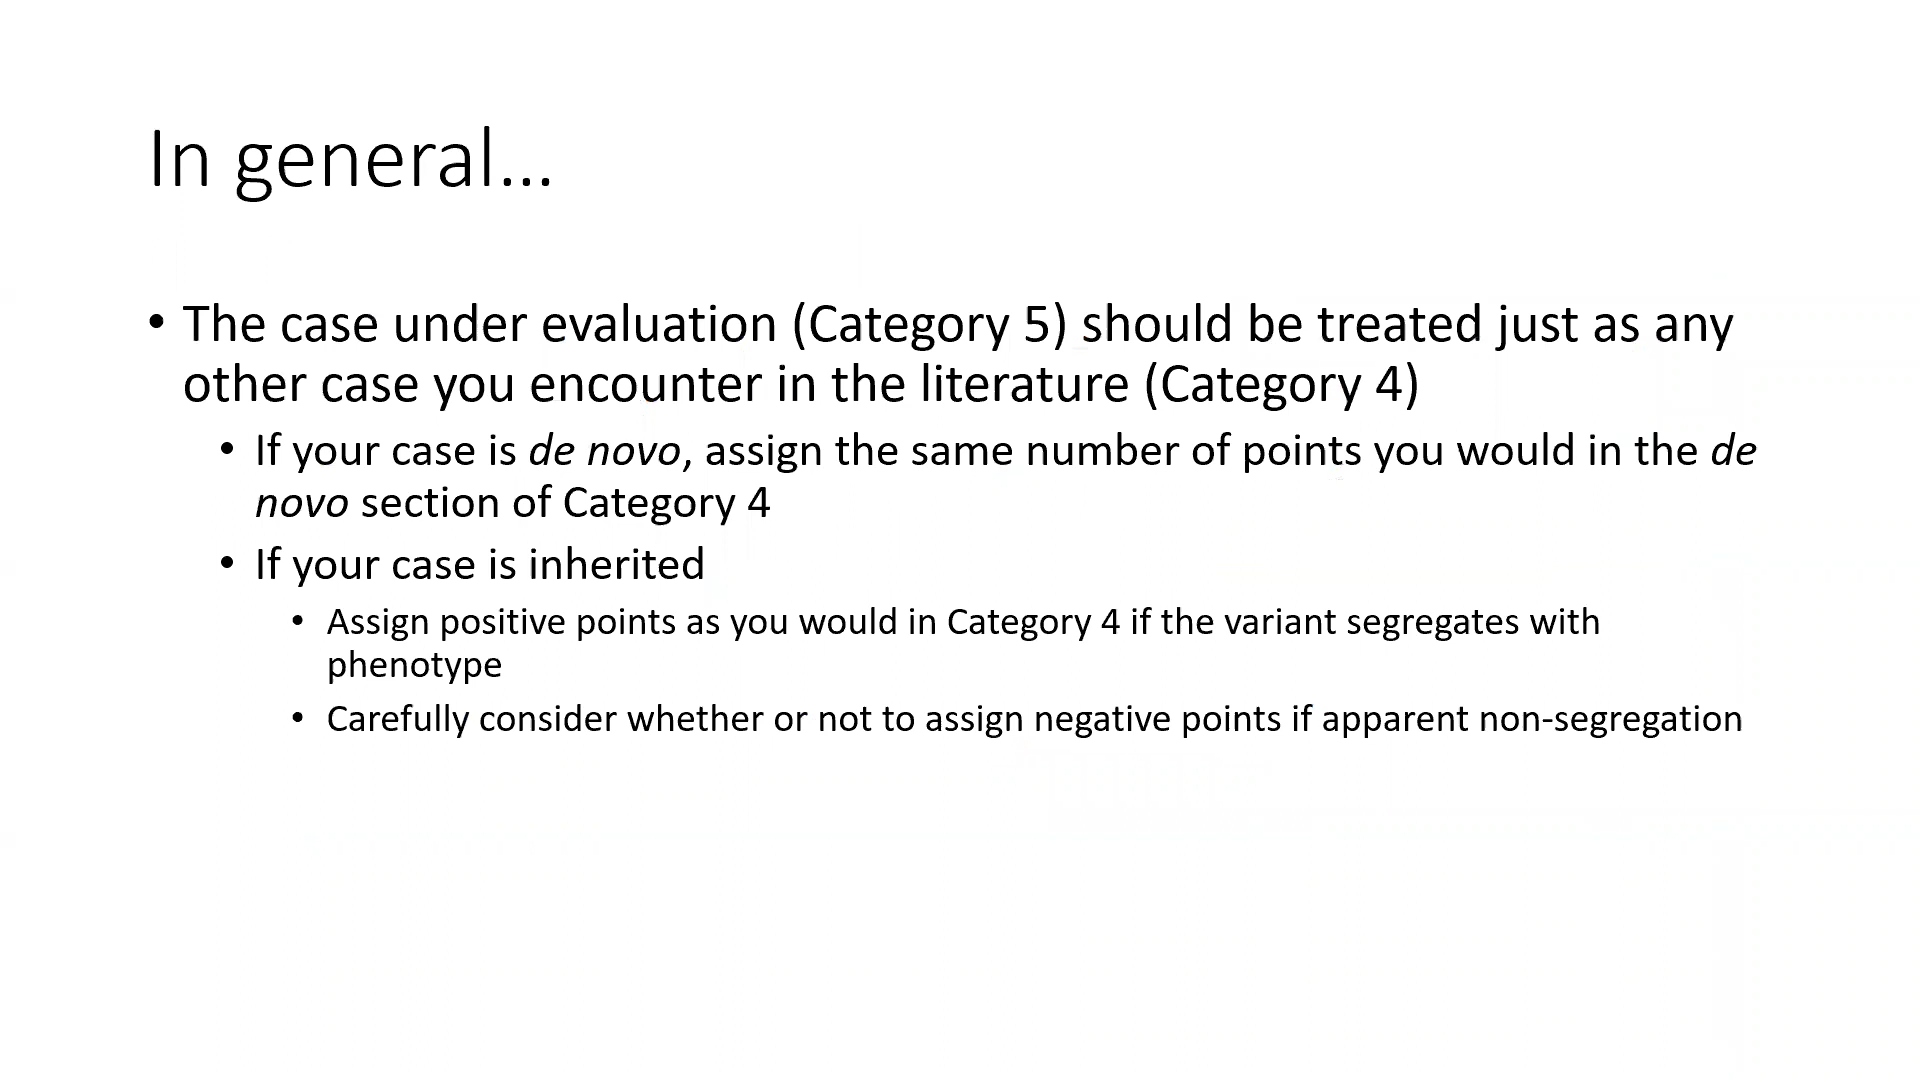 In general...
• The case under evaluation (Category 5) should be treated just as any
other case you encounter in the literature (Category 4)
• If your case is de novo, assign the same number of points you would in the de
novo section of Category 4
• If your case is inherited
• Assign positive points as you would in Category 4 if the variant segregates with
phenotype
• Carefully consider whether or not to assign negative points if apparent non-segregation